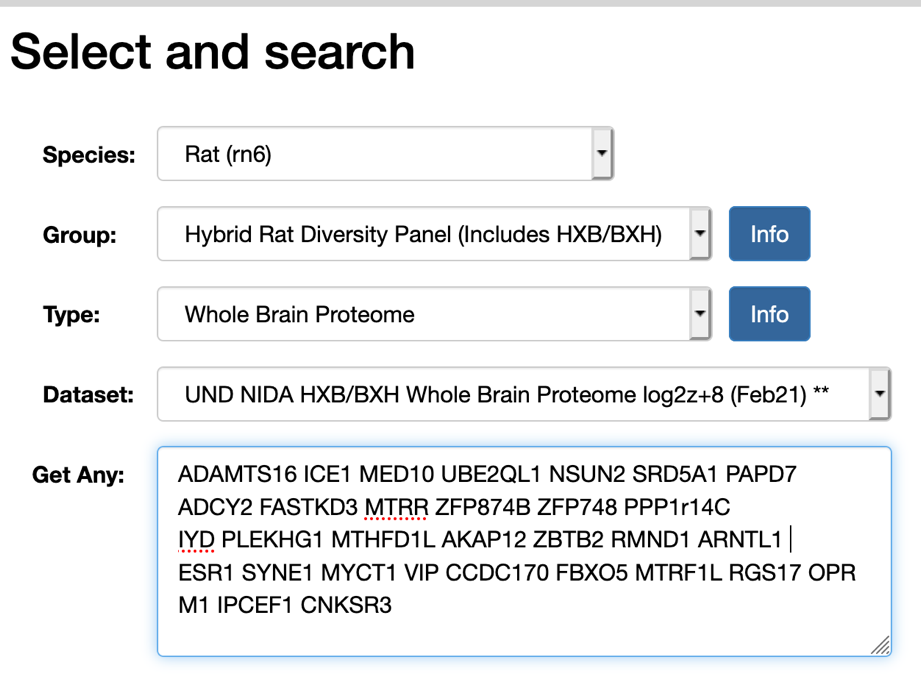 Select and search
Species: Rat (rn6)
Group: Hybrid Rat Diversity Panel (Includes HXB/BXH) Info
Type: Whole Brain Proteome Info
Dataset: UND NIDA HXB/BXH Whole Brain Proteome log2z+8 (Feb21) **
Get Any: ADAMTS16 ICE1 MED10 UBE2QL1 NSUN2 SRD5A1 PAPD7
ADCY2 FASTKD3 MTRR ZFP874B ZFP748 PPP1r14C
IYD PLEKHG1 MTHFD1L AKAP12 ZBTB2 RMND1 ARNTL1
ESR1 SYNE1 MYCT1 VIP CCDC170 FBXO5 MTRF1L RGS17 OPR
M1 IPCEF1 CNKSR3